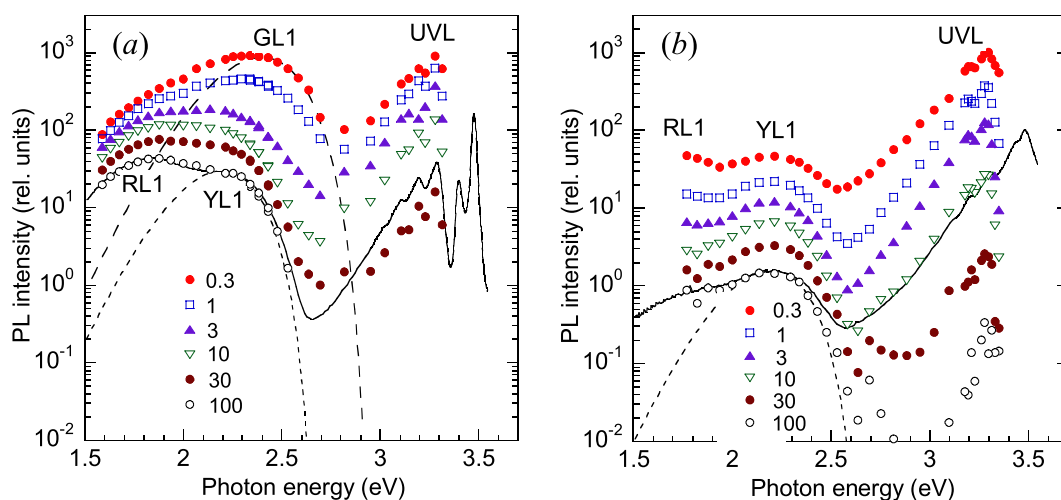 (a)
GL1
UVL
RL1
YL1
PL intensity (rel. units)
10³
10²
10¹
10⁰
10⁻¹
10⁻²
0.3
1
3
10
30
100
1.5
2
2.5
3
3.5
Photon energy (eV)
(b)
UVL
RL1
YL1
PL intensity (rel. units)
10³
10²
10¹
10⁰
10⁻¹
10⁻²
0.3
1
3
10
30
100
1.5
2.0
2.5
3.0
3.5
Photon energy (eV)